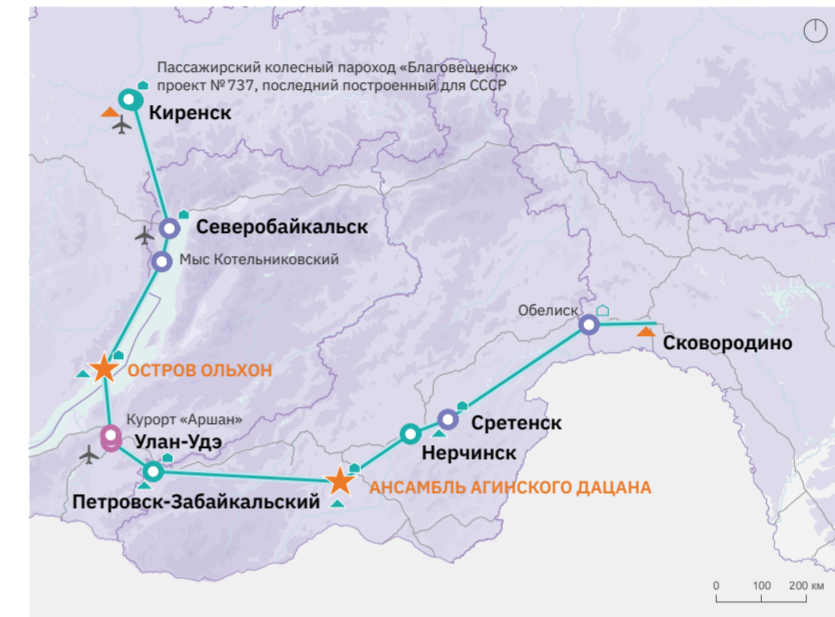 Пассажирский колесный пароход «Благовещенск»
проект №737, последний построенный для СССР
Киренск
Северобайкальск
Мыс Котельниковский
Обелиск
Сковородино
ОСТРОВ ОЛЬХОН
Курорт «Аршан»
Улан-Удэ
Сретенск
Нерчинск
Петровск-Забайкальский
АНСАМБЛЬ АГИНСКОГО ДАЦАНА
0 100 200 км